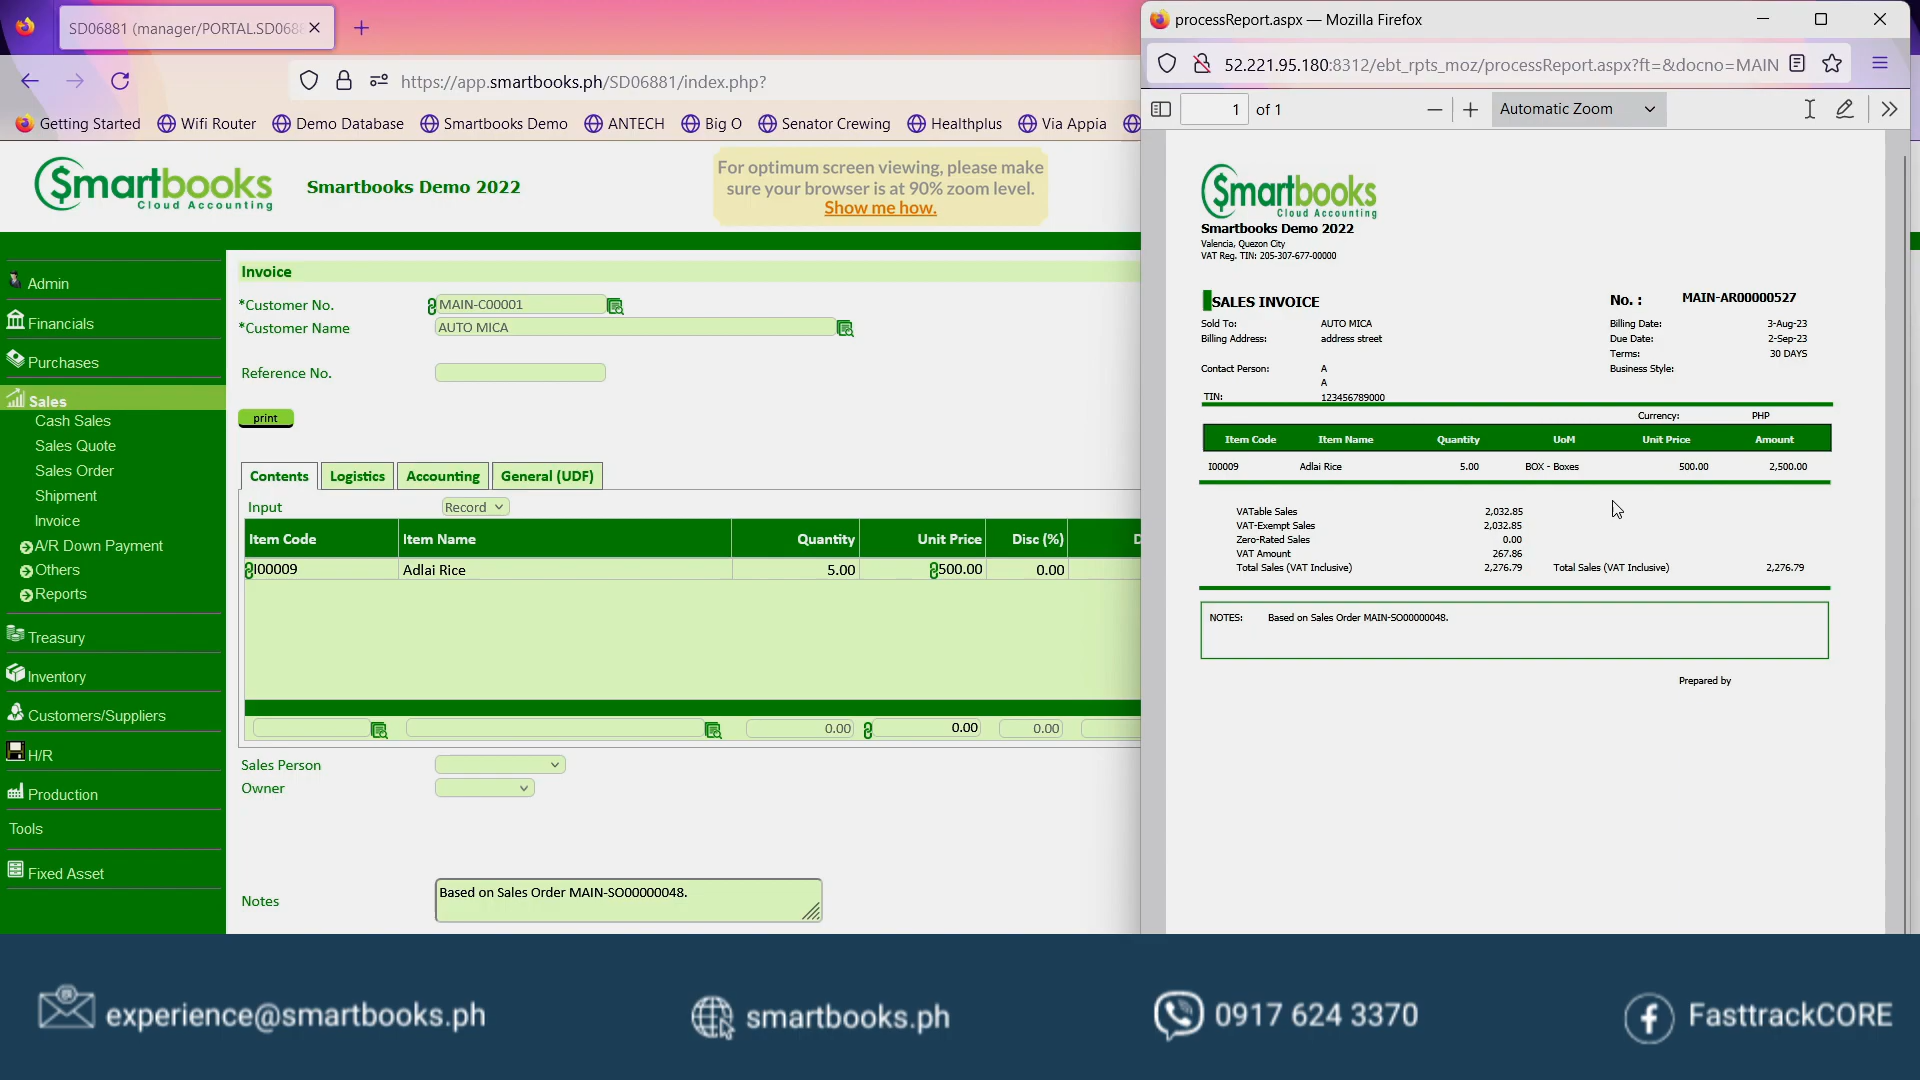 SD06881 (manager/PORTAL.SD0688
https://app.smartbooks.ph/SD06881/index.php?
Getting Started
Wifi Router
Demo Database
Smartbooks Demo
ANTECH
Big O
Senator Crewing
Healthplus
Via Appia
Smartbooks
Cloud Accounting
Smartbooks Demo 2022
For optimum screen viewing, please make
sure your browser is at 90% zoom level.
Show me how.
Admin
Financials
Purchases
Sales
Cash Sales
Sales Quote
Sales Order
Shipment
Invoice
A/R Down Payment
Others
Reports
Treasury
Inventory
Customers/Suppliers
H/R
Production
Tools
Fixed Asset
Invoice
*Customer No. MAIN-C00001
*Customer Name AUTO MICA
Reference No.
print
Contents Logistics Accounting General (UDF)
Input Record
Item Code Item Name Quantity Unit Price Disc (%) D
I00009 Adlai Rice 5.00 500.00 0.00
0.00 0.00 0.00
Sales Person
Owner
Notes Based on Sales Order MAIN-SO00000048.
processReport.aspx — Mozilla Firefox
52.221.95.180:8312/ebt_rpts_moz/processReport.aspx?ft=&docno=MAIN
1 of 1 Automatic Zoom
Smartbooks
Cloud Accounting
Smartbooks Demo 2022
Valencia, Quezon City
VAT Reg. TIN: 205-307-677-00000
SALES INVOICE No. : MAIN-AR00000527
Sold To: AUTO MICA Billing Date: 3-Aug-23
Billing Address: address street Due Date: 2-Sep-23
Terms: 30 DAYS
Contact Person: A Business Style:
A
TIN: 123456789000
Currency: PHP
Item Code Item Name Quantity UoM Unit Price Amount
I00009 Adlai Rice 5.00 BOX - Boxes 500.00 2,500.00
VATable Sales 2,032.85
VAT-Exempt Sales 2,032.85
Zero-Rated Sales 0.00
VAT Amount 267.86
Total Sales (VAT Inclusive) 2,276.79 Total Sales (VAT Inclusive) 2,276.79
NOTES: Based on Sales Order MAIN-SO00000048.
Prepared by
experience@smartbooks.ph
smartbooks.ph
0917 624 3370
FasttrackCORE